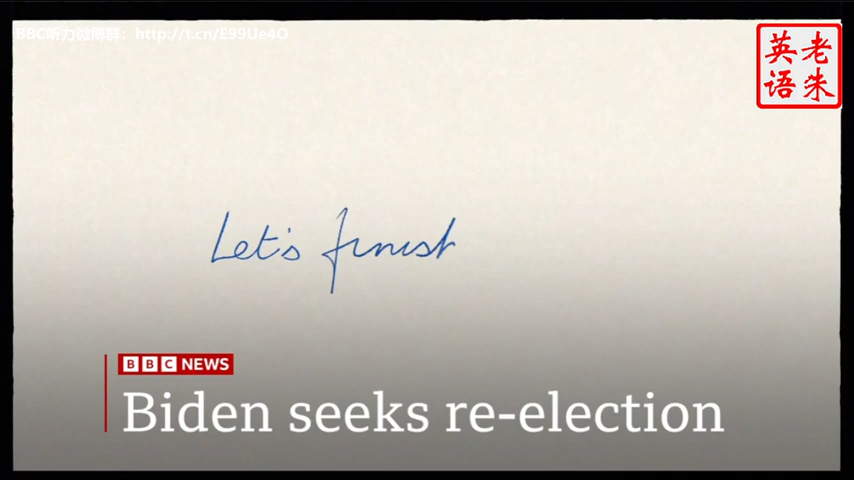 BBC听力微博群：http://t.cn/E99Ue4O
英老
语朱
Let's finish
BBC NEWS
Biden seeks re-election